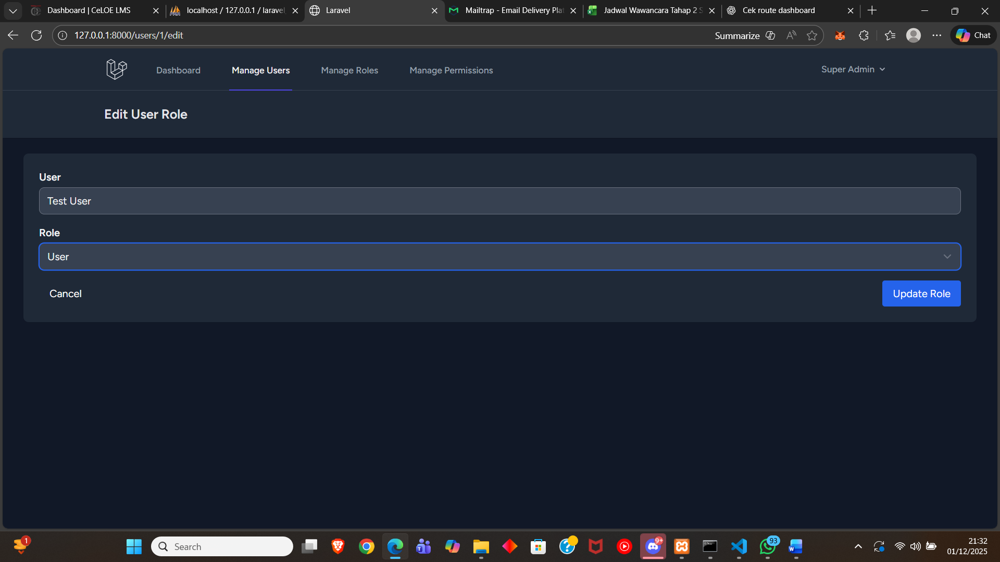 Dashboard | CeLOE LMS
localhost / 127.0.0.1 / laravel_
Laravel
Mailtrap - Email Delivery Plat
Jadwal Wawancara Tahap 2 S
Cek route dashboard
127.0.0.1:8000/users/1/edit
Summarize
Chat
Dashboard
Manage Users
Manage Roles
Manage Permissions
Super Admin
Edit User Role
User
Test User
Role
User
Cancel
Update Role
1
Search
9+
93
21:32
01/12/2025